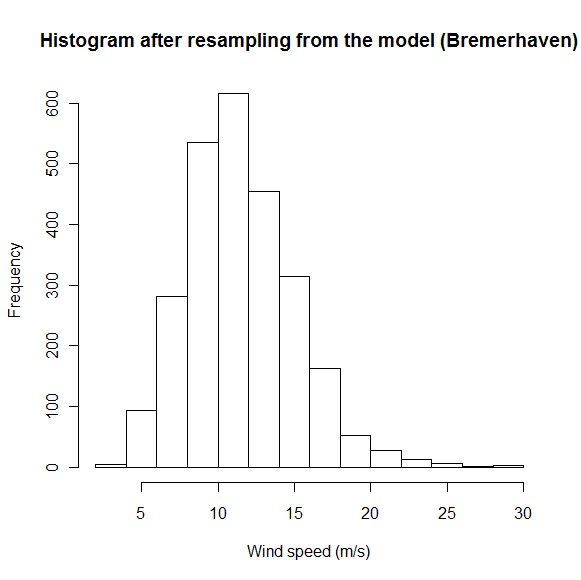 Histogram after resampling from the model (Bremerhaven)
Frequency
600
500
400
300
200
100
0
5 10 15 20 25 30
Wind speed (m/s)